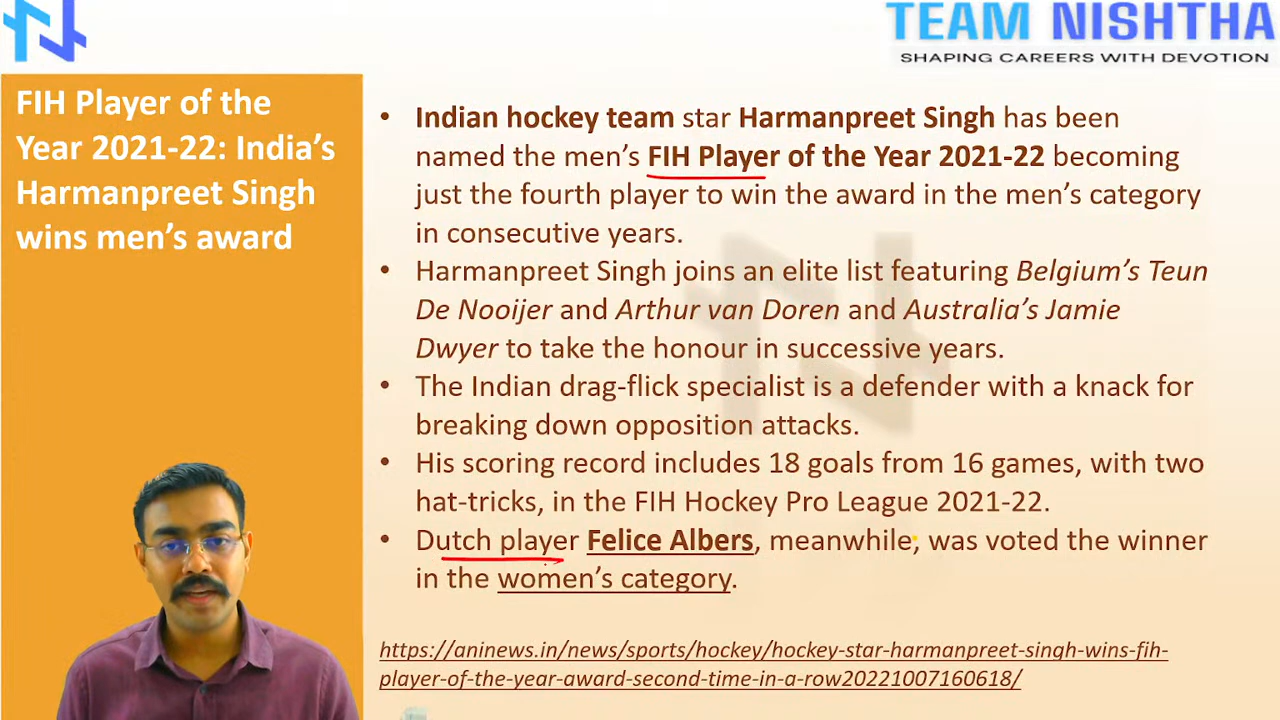 TEAM NISHTHA
SHAPING CAREERS WITH DEVOTION
FIH Player of the
Year 2021-22: India's
Harmanpreet Singh
wins men's award
• Indian hockey team star Harmanpreet Singh has been
named the men's FIH Player of the Year 2021-22 becoming
just the fourth player to win the award in the men's category
in consecutive years.
• Harmanpreet Singh joins an elite list featuring Belgium's Teun
De Nooijer and Arthur van Doren and Australia's Jamie
Dwyer to take the honour in successive years.
• The Indian drag-flick specialist is a defender with a knack for
breaking down opposition attacks.
• His scoring record includes 18 goals from 16 games, with two
hat-tricks, in the FIH Hockey Pro League 2021-22.
• Dutch player Felice Albers, meanwhile, was voted the winner
in the women's category.
https://aninews.in/news/sports/hockey/hockey-star-harmanpreet-singh-wins-fih-
player-of-the-year-award-second-time-in-a-row20221007160618/